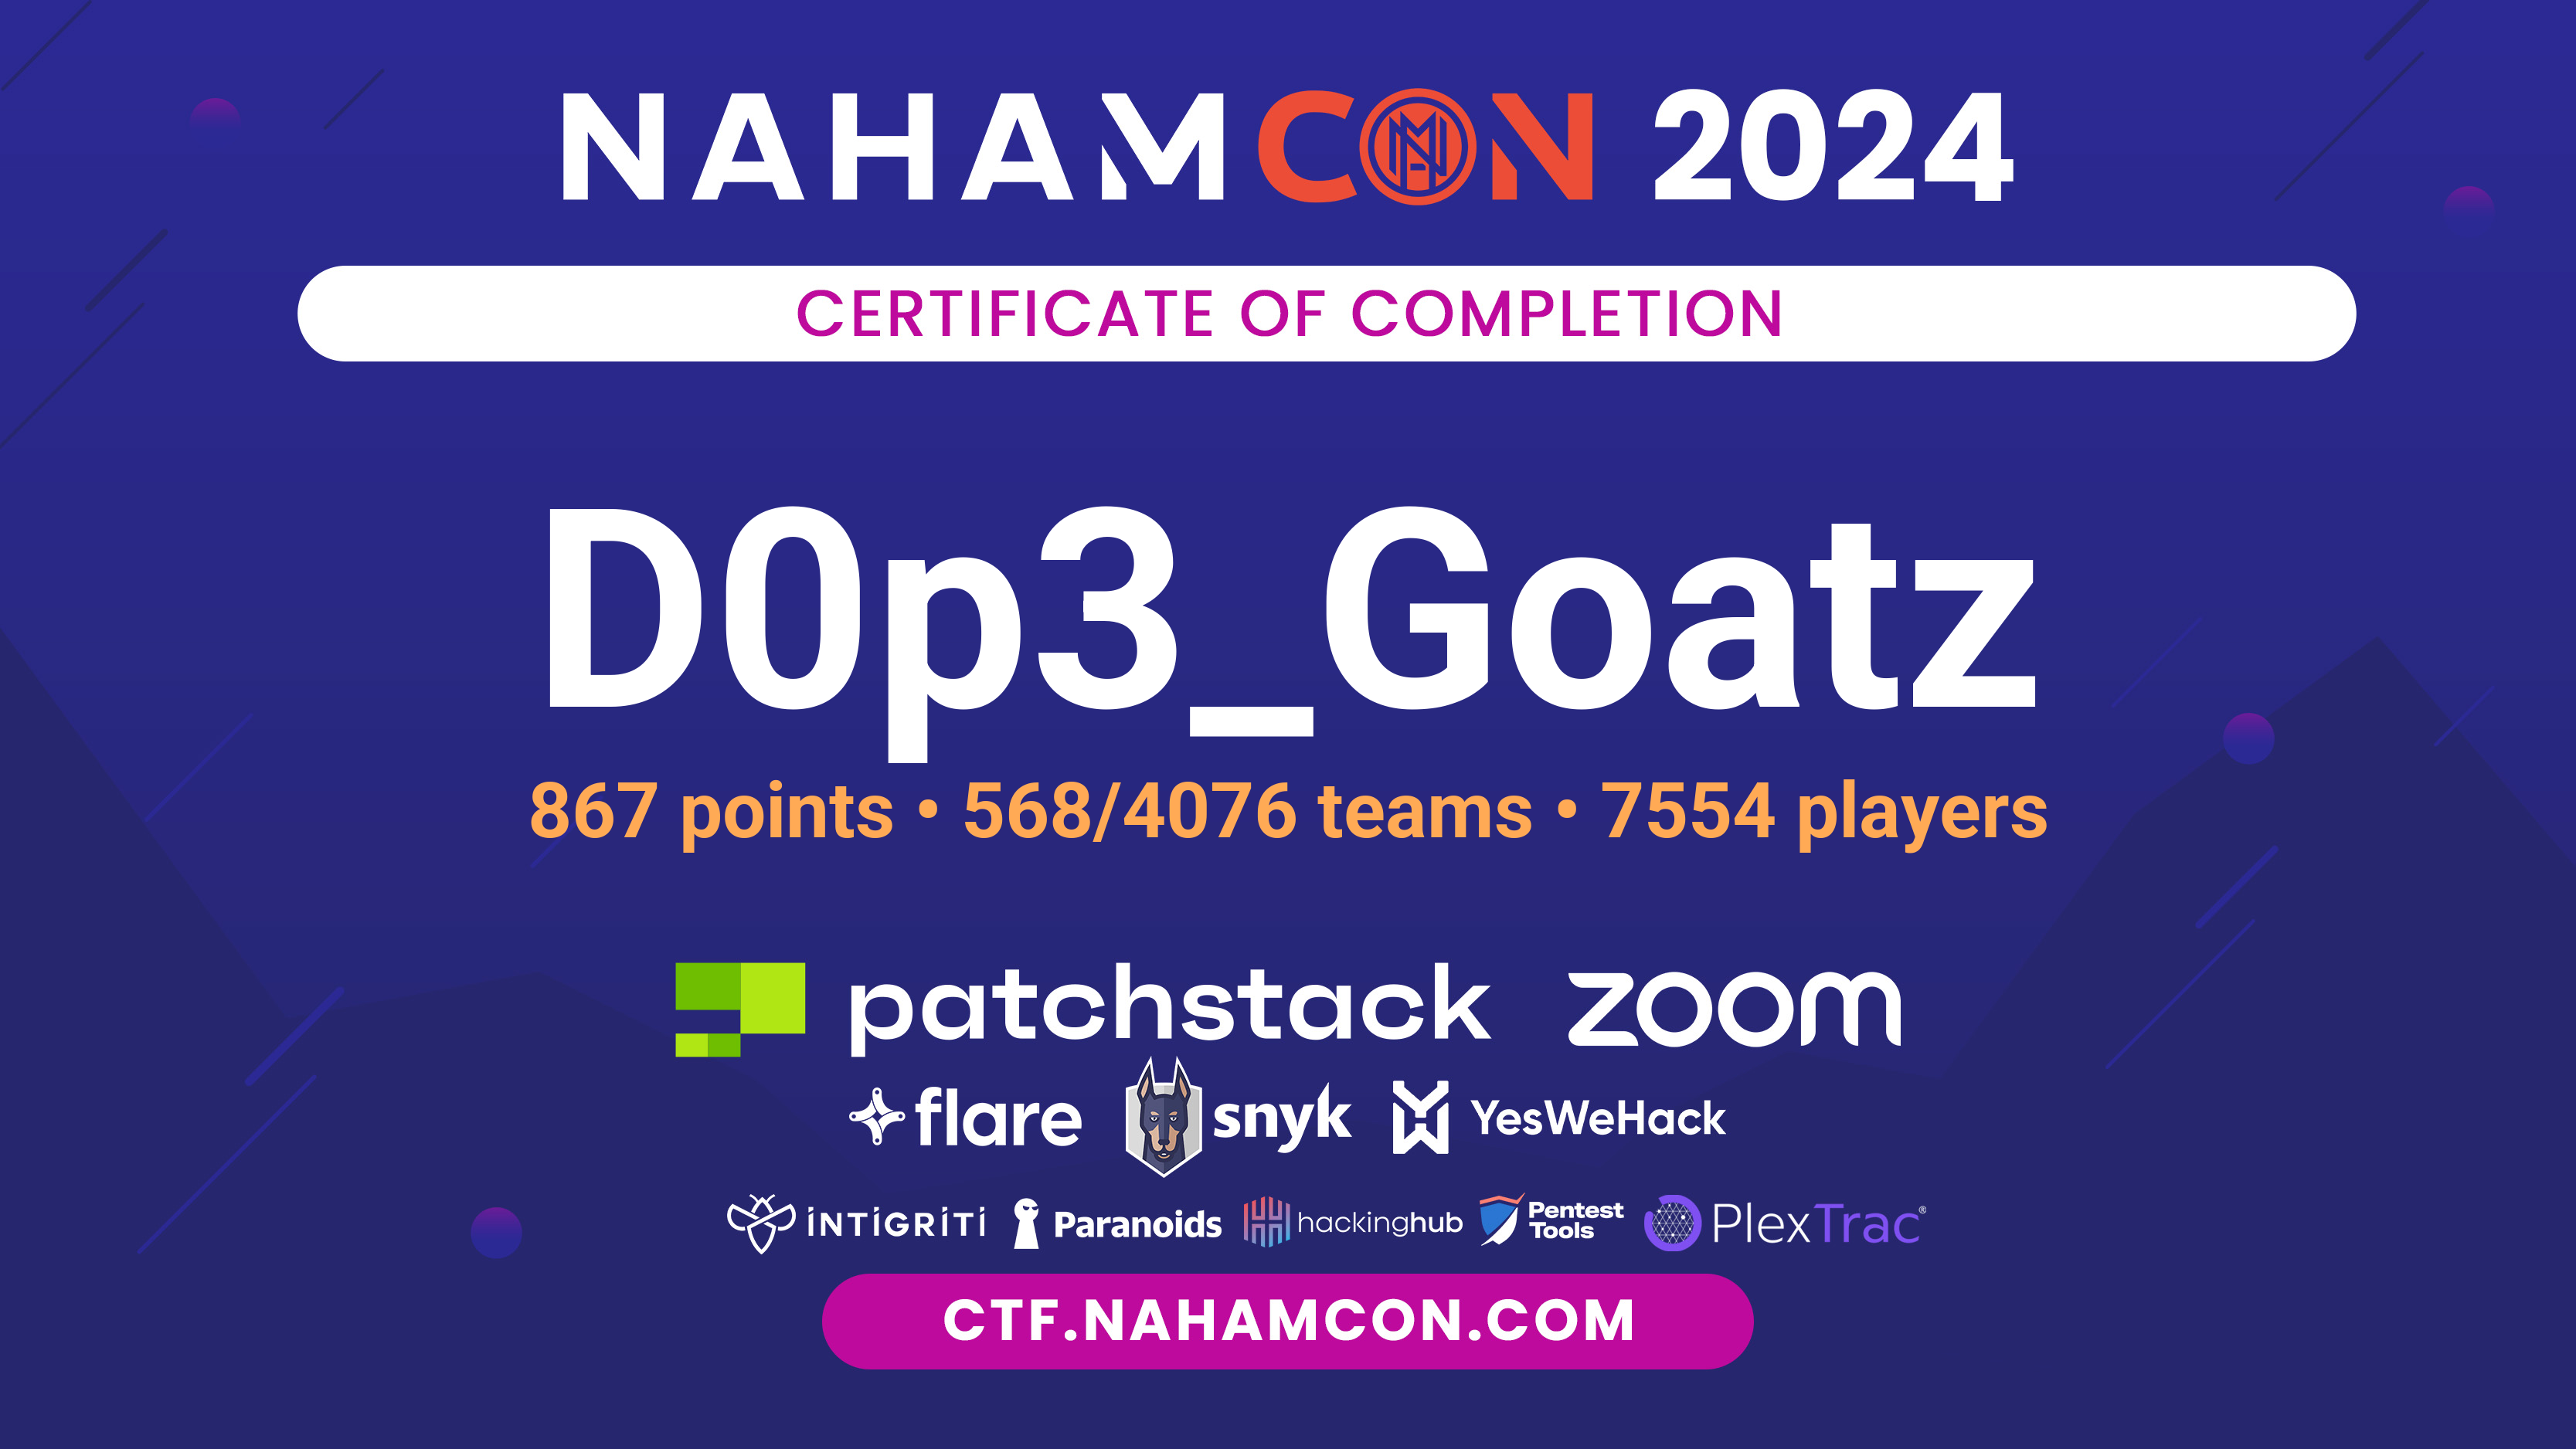 NAHAMCON 2024
CERTIFICATE OF COMPLETION
D0p3_Goatz
867 points • 568/4076 teams • 7554 players
patchstack zoom
flare snyk YesWeHack
INTIGRITI Paranoids hackinghub Pentest Tools PlexTrac®
CTF.NAHAMCON.COM